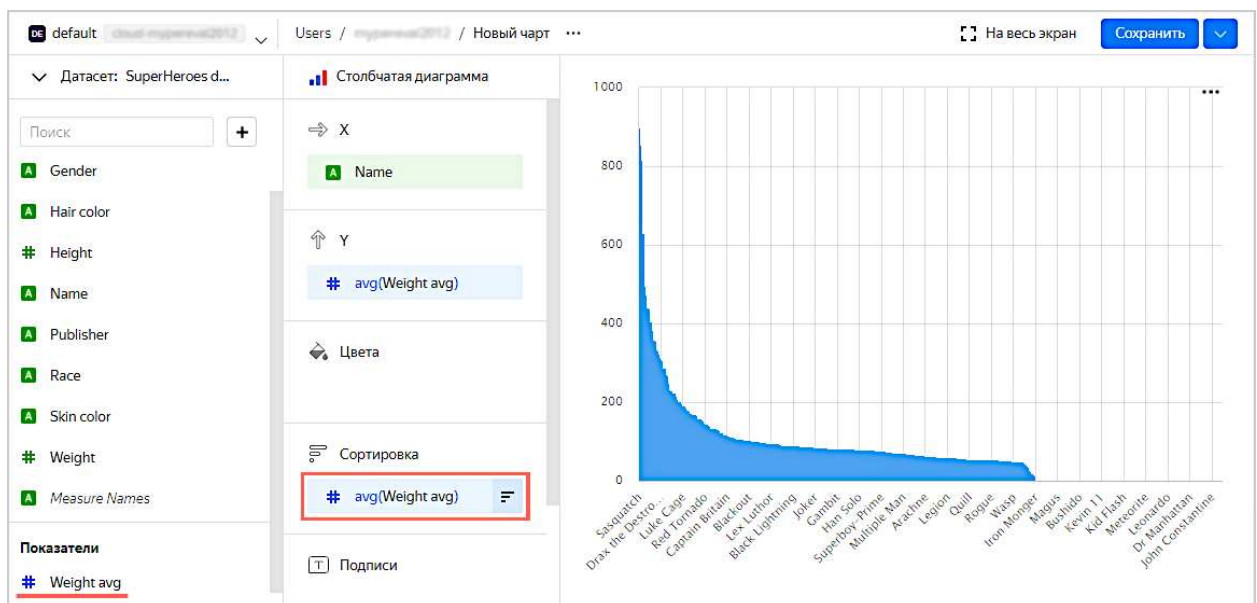 DE default
Users / / Новый чарт ...
На весь экран
Сохранить
Датасет: SuperHeroes d...
Поиск
+
A Gender
A Hair color
# Height
A Name
A Publisher
A Race
A Skin color
# Weight
A Measure Names
Показатели
# Weight avg
Столбчатая диаграмма
X
A Name
Y
# avg(Weight avg)
Цвета
Сортировка
# avg(Weight avg)
T Подписи
1000
800
600
400
200
0
Sasquatch
Drax the Destro...
Luke Cage
Red Tornado
Captain Britain
Blackout
Lex Luthor
Black Lightning
Joker
Gambit
Han Solo
Superboy-Prime
Multiple Man
Arachne
Legion
Quill
Rogue
Wasp
Iron Monger
Magus
Bushido
Kevin 11
Kid Flash
Meteorite
Leonardo
Dr Manhattan
John Constantine